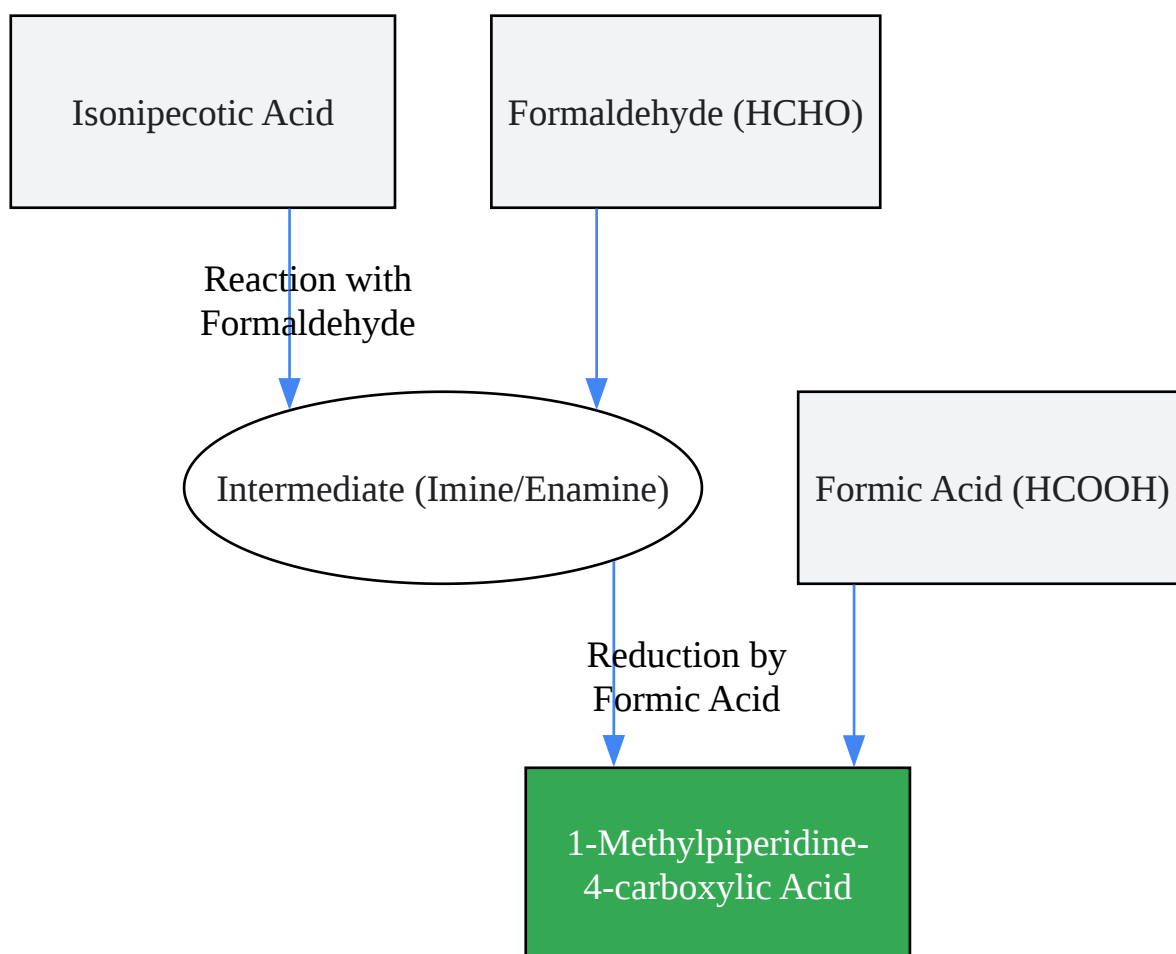 Isonipecotic Acid
Formaldehyde (HCHO)
Reaction with
Formaldehyde
Intermediate (Imine/Enamine)
Formic Acid (HCOOH)
Reduction by
Formic Acid
1-Methylpiperidine-
4-carboxylic Acid